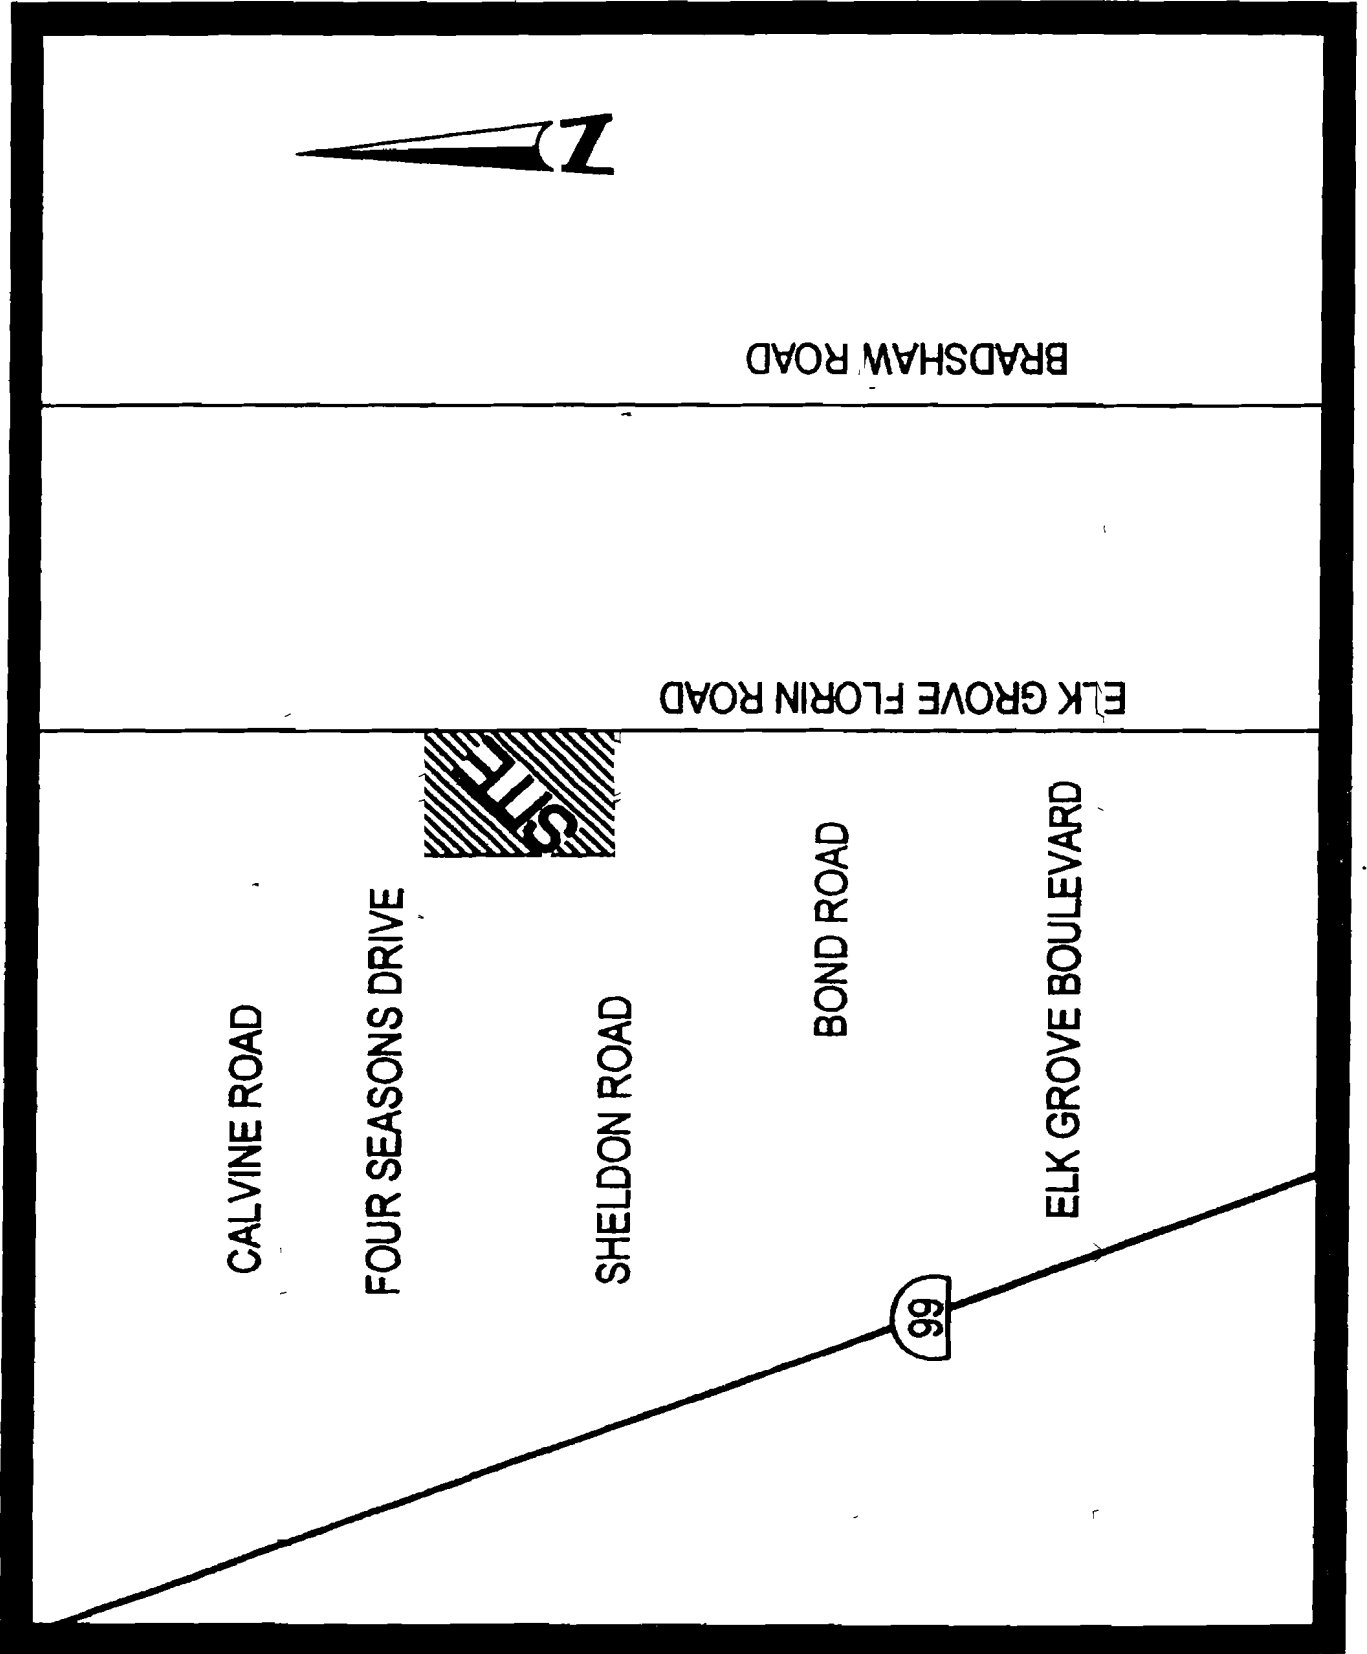 N
BRADSHAW ROAD
ELK GROVE FLORIN ROAD
SITE
CALVINE ROAD
FOUR SEASONS DRIVE
SHELDON ROAD
BOND ROAD
ELK GROVE BOULEVARD
99